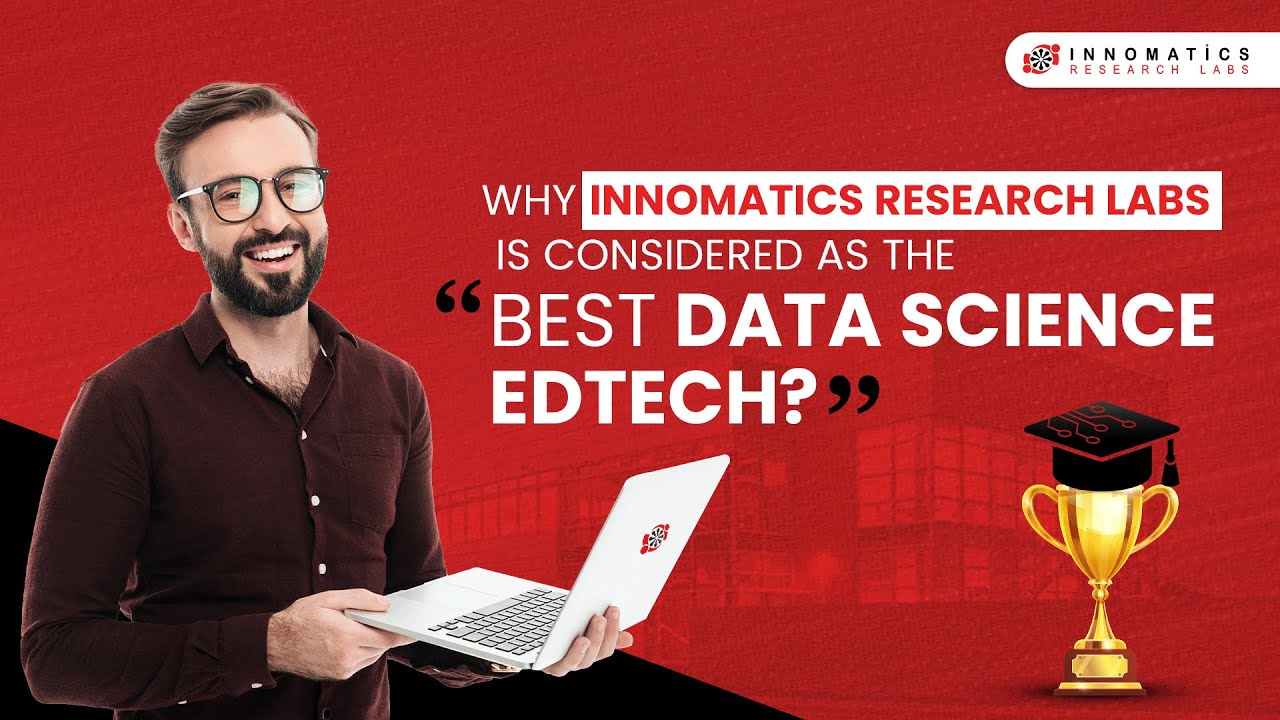 INNOMATICS
RESEARCH LABS
WHY INNOMATICS RESEARCH LABS
IS CONSIDERED AS THE
“BEST DATA SCIENCE
EDTECH?”